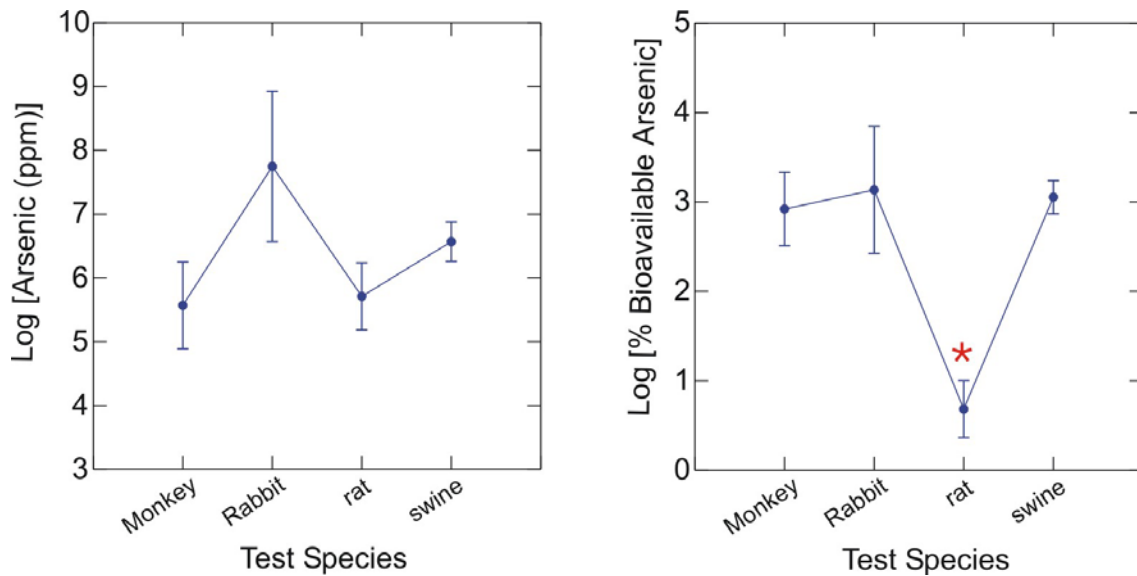 Log [Arsenic (ppm)]
10
9
8
7
6
5
4
3
Monkey
Rabbit
rat
swine
Test Species
Log [% Bioavailable Arsenic]
5
4
3
2
1
0
*
Monkey
Rabbit
rat
swine
Test Species